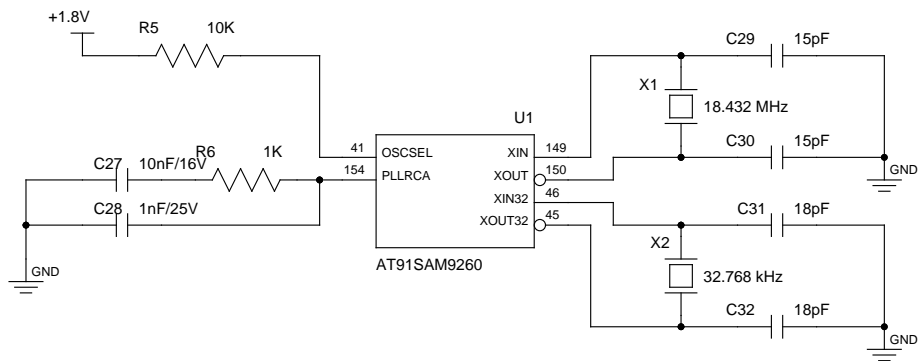 +1.8V
R5 10K
C29 15pF
X1
18.432 MHz
U1
41 OSCSEL XIN 149
C27 10nF/16V R6 1K
154 PLLRCA XOUT 150
C30 15pF
GND
XIN32 46
C28 1nF/25V
XOUT32 45
C31 18pF
X2
GND
AT91SAM9260
32.768 kHz
C32 18pF
GND